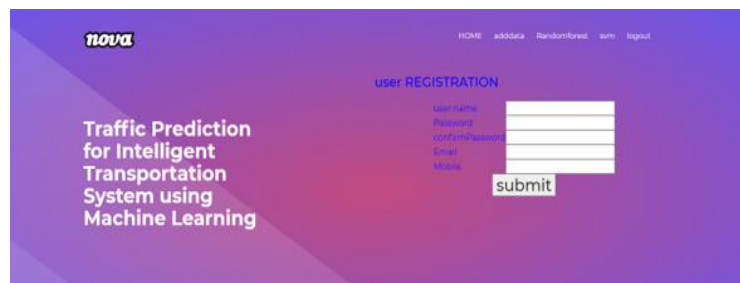 nova
HOME adddata Randomforest svm logout
user REGISTRATION
user name
Password
confirmPassword
Email
Mobile
submit
Traffic Prediction
for Intelligent
Transportation
System using
Machine Learning